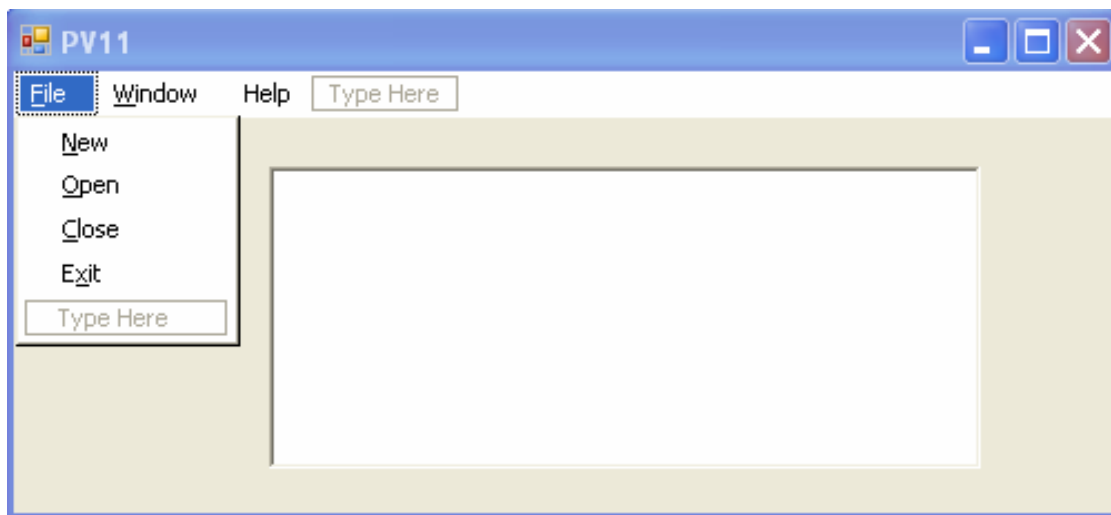 PV11
File Window Help Type Here
New
Open
Close
Exit
Type Here